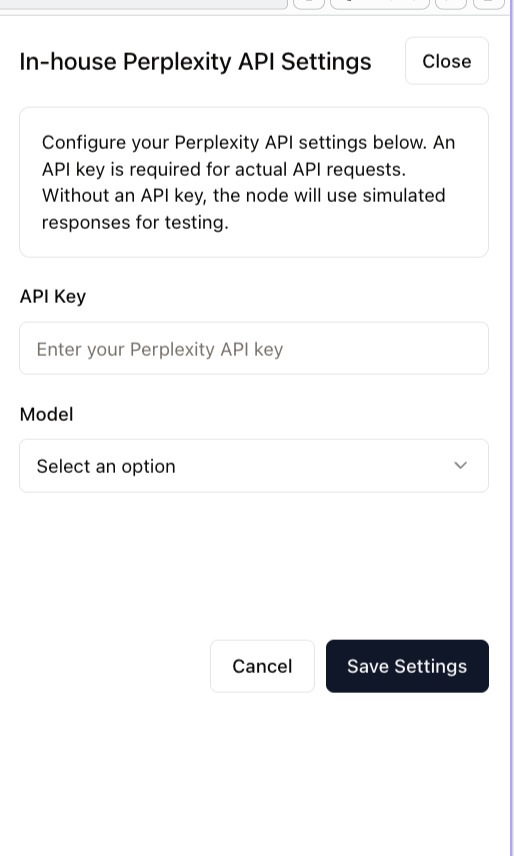 In-house Perplexity API Settings
Close
Configure your Perplexity API settings below. An
API key is required for actual API requests.
Without an API key, the node will use simulated
responses for testing.
API Key
Enter your Perplexity API key
Model
Select an option
Cancel
Save Settings